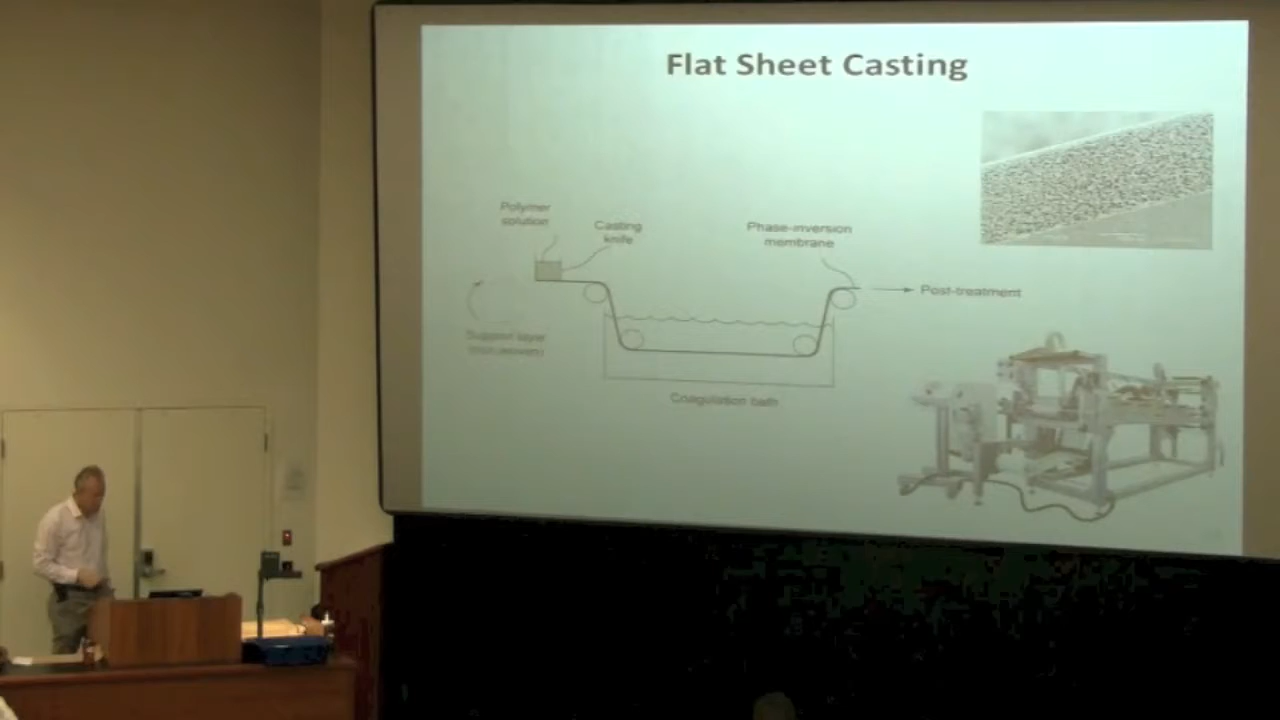 Flat Sheet Casting
Polymer
solution
Casting
knife
Phase-inversion
membrane
Post-treatment
Support layer
Coagulation bath